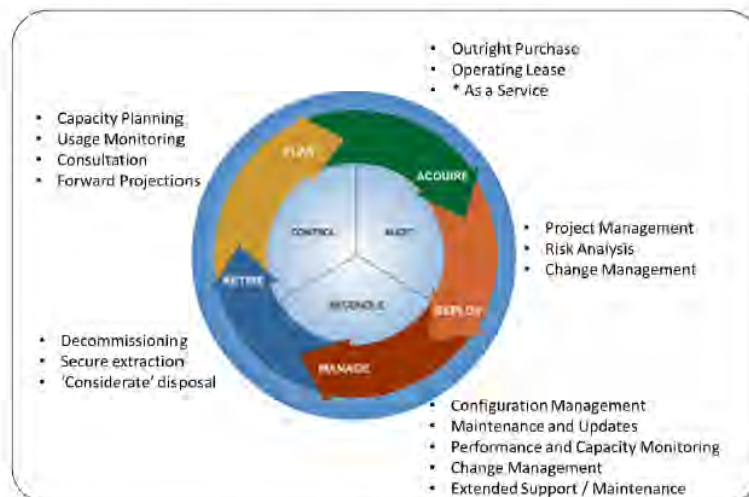 • Outright Purchase
• Operating Lease
• * As a Service
• Capacity Planning
• Usage Monitoring
• Consultation
• Forward Projections
PLAN
ACQUIRE
CONTROL
AUDIT
• Project Management
• Risk Analysis
• Change Management
RETIRE
RECONCILE
DEPLOY
MANAGE
• Decommissioning
• Secure extraction
• 'Considerate' disposal
• Configuration Management
• Maintenance and Updates
• Performance and Capacity Monitoring
• Change Management
• Extended Support / Maintenance